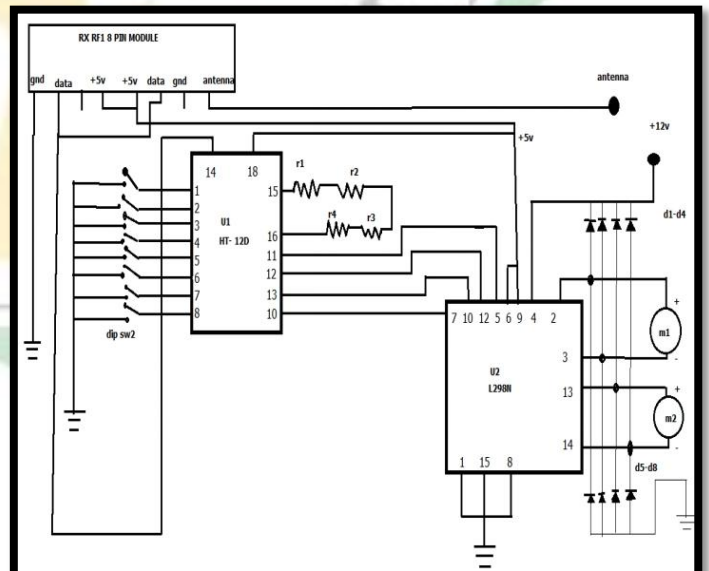 RX RF1 8 PIN MODULE
gnd data +5v +5v data gnd antenna
antenna
+12v
+5v
14 18
r1
r2
1
15
2
U1
r4 r3
3
HT- 12D
16
4
11
5
12
6
7
13
8
10
dip sw2
d1-d4
7 10 12 5 6 9 4 2
+
m1
-
3
U2
L298N
13
+
m2
-
14
d5-d8
1 15 8